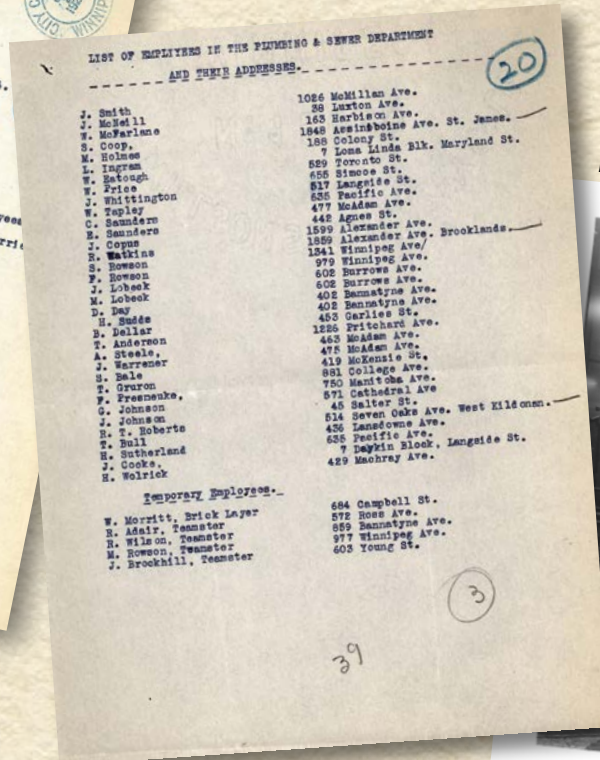 LIST OF EMPLIYEES IN THE PLUMBING & SEWER DEPARTMENT
AND THEIR ADDRESSES.
20
J. Smith 1026 McMillan Ave.
J. McNeill 38 Luxton Ave.
W. McFarlane 163 Harbison Ave.
S. Coop, 1848 Assiniboine Ave. St. James.
M. Holmes 188 Colony St.
L. Ingram 7 Loma Linda Blk. Maryland St.
W. Eatough 529 Toronto St.
W. Price 655 Simcoe St.
J. Whittington 517 Langside St.
W. Tapley 635 Pacific Ave.
C. Saunders 477 McAdam Ave.
E. Saunders 442 Agnes St.
J. Copus 1599 Alexander Ave.
R. Watkins 1859 Alexander Ave. Brooklands.
S. Rowson 1341 Winnipeg Ave/
F. Rowson 979 Winnipeg Ave.
J. Lobeck 602 Burrows Ave.
M. Lobeck 602 Burrows Ave.
D. Day 402 Bannatyne Ave.
H. Budds 402 Bannatyne Ave.
B. Dellar 453 Garlies St.
T. Anderson 1226 Pritchard Ave.
A. Steele, 463 McAdam Ave.
J. Warrener 475 McAdam Ave.
S. Bale 419 McKenzie St.
T. Gruron 881 College Ave.
F. Presneuke, 750 Manitoba Ave.
G. Johnson 571 Cathedral Ave
J. Johnson 45 Salter St.
R. T. Roberts 514 Seven Oaks Ave. West Kildonan.
T. Bull 436 Lansdowne Ave.
H. Sutherland 635 Pacific Ave.
J. Cooke, 7 Deykin Block, Langside St.
H. Wolrick 429 Machray Ave.
Temporary Employees.
W. Morritt, Brick Layer 684 Campbell St.
R. Adair, Teamster 572 Ross Ave.
R. Wilson, Teamster 859 Bannatyne Ave.
M. Rowson, Teamster 977 Winnipeg Ave.
J. Brockhill, Teamster 603 Young St.
3
39